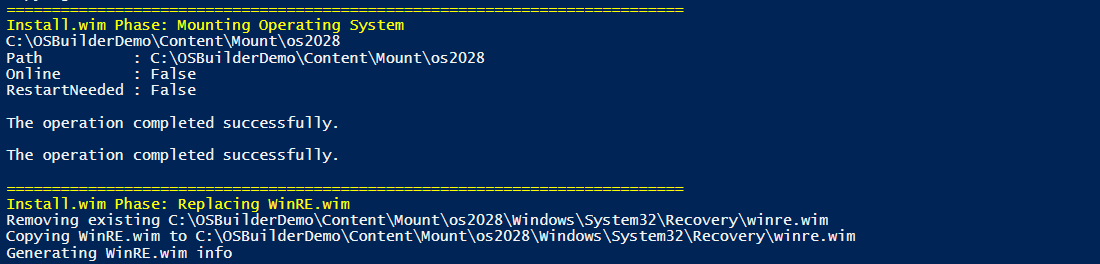 ===========================================================================
Install.wim Phase: Mounting Operating System
C:\OSBuilderDemo\Content\Mount\os2028
Path          : C:\OSBuilderDemo\Content\Mount\os2028
Online        : False
RestartNeeded : False
The operation completed successfully.
The operation completed successfully.
===========================================================================
Install.wim Phase: Replacing WinRE.wim
Removing existing C:\OSBuilderDemo\Content\Mount\os2028\Windows\System32\Recovery\winre.wim
Copying WinRE.wim to C:\OSBuilderDemo\Content\Mount\os2028\Windows\System32\Recovery\winre.wim
Generating WinRE.wim info